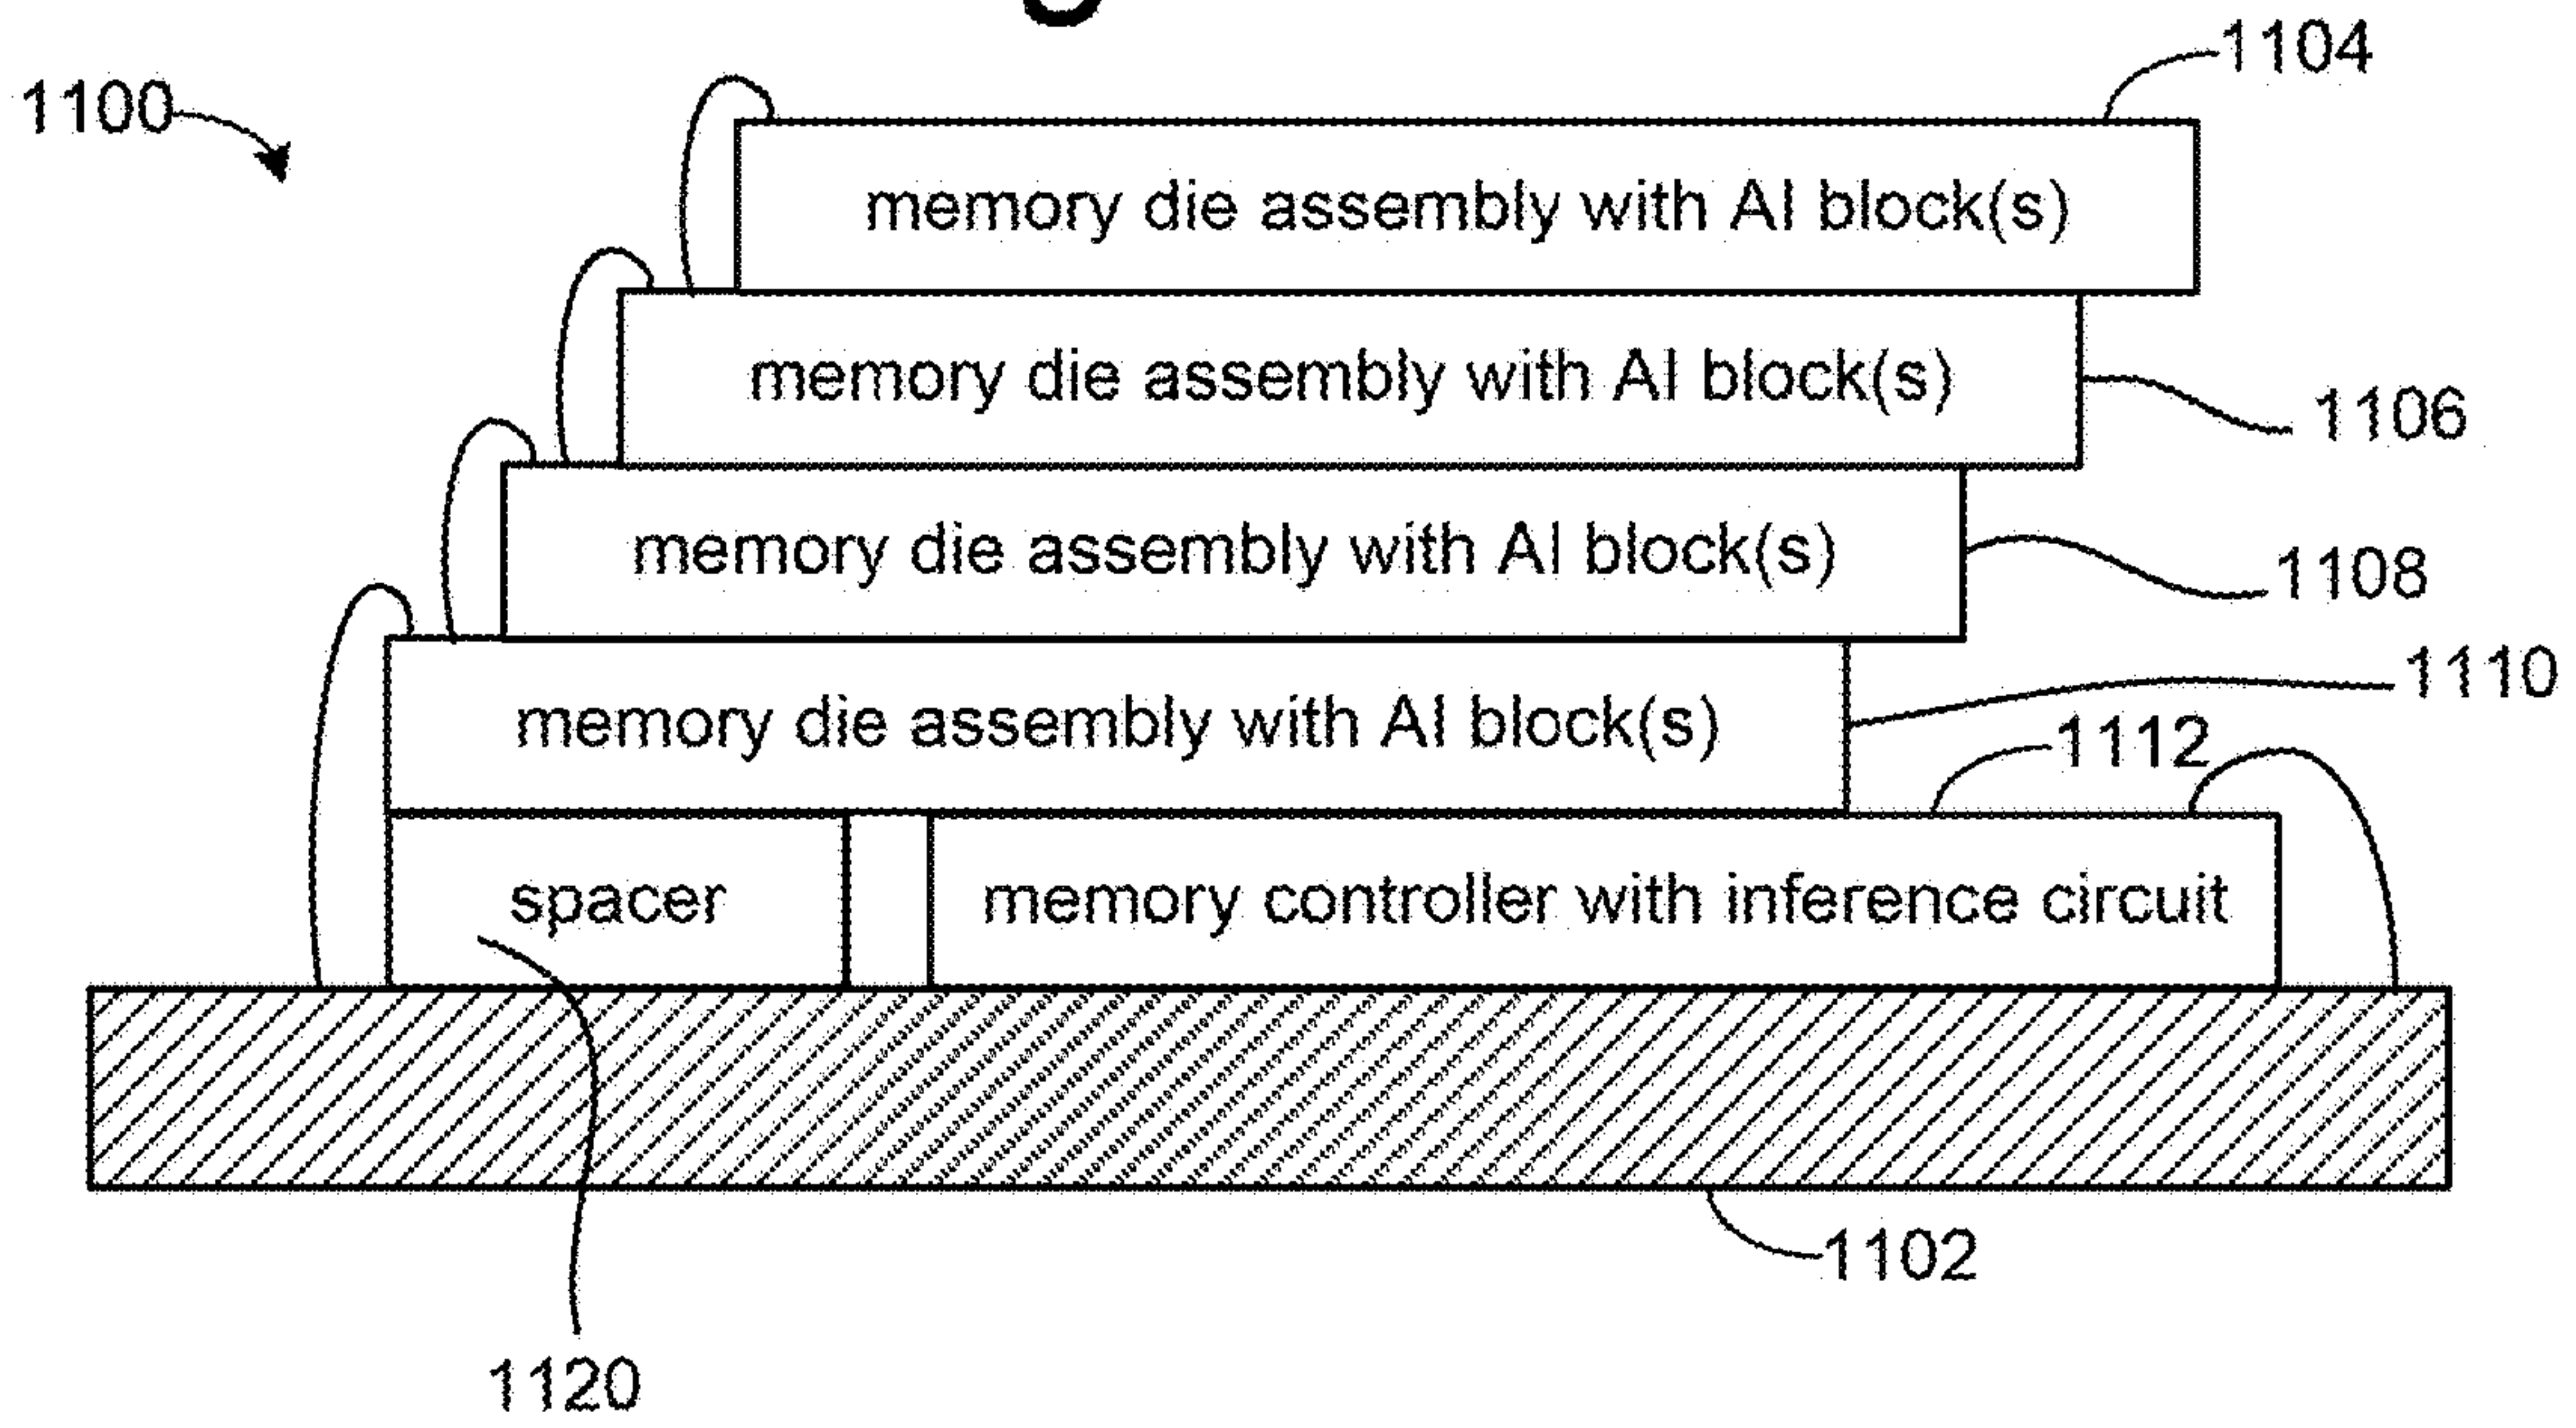 1104
1100
memory die assembly with AI block(s)
memory die assembly with AI block(s)
1106
memory die assembly with AI block(s)
1108
1110
memory die assembly with AI block(s)
1112
spacer
memory controller with inference circuit
1102
1120